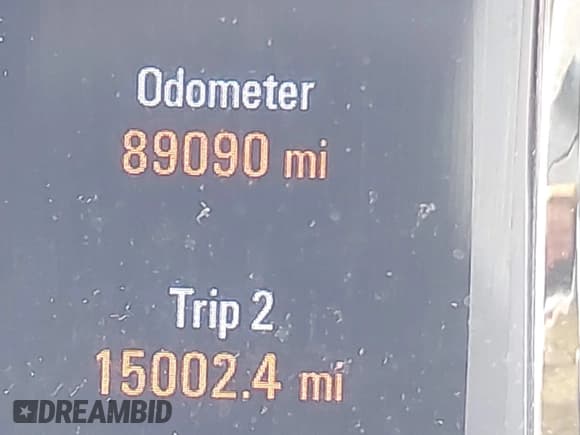 Odometer
89090 mi
Trip 2
15002.4 mi
DREAMBID